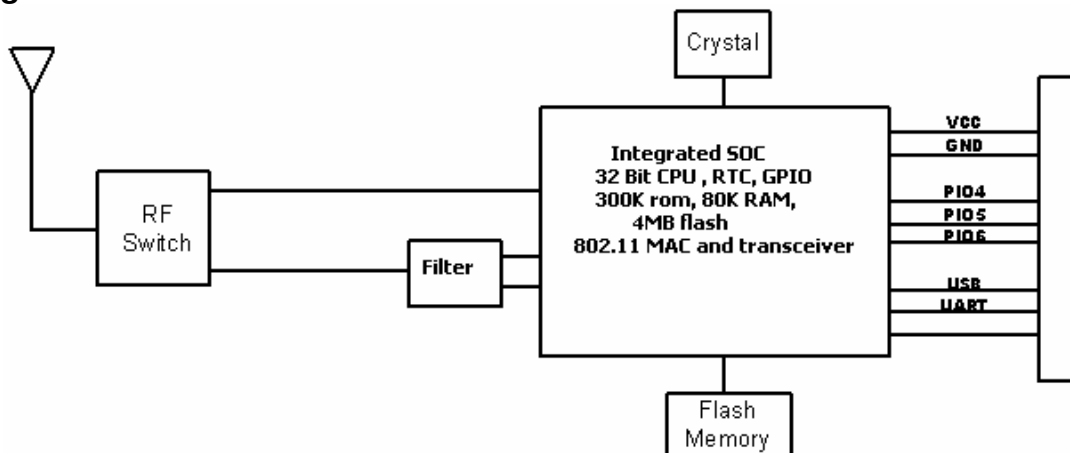 g
Crystal
VCC
GND
Integrated SOC
32 Bit CPU , RTC, GPIO
300K rom, 80K RAM,
4MB flash
802.11 MAC and transceiver
PIO4
PIO5
PIO6
RF
Switch
Filter
USB
UART
Flash
Memory